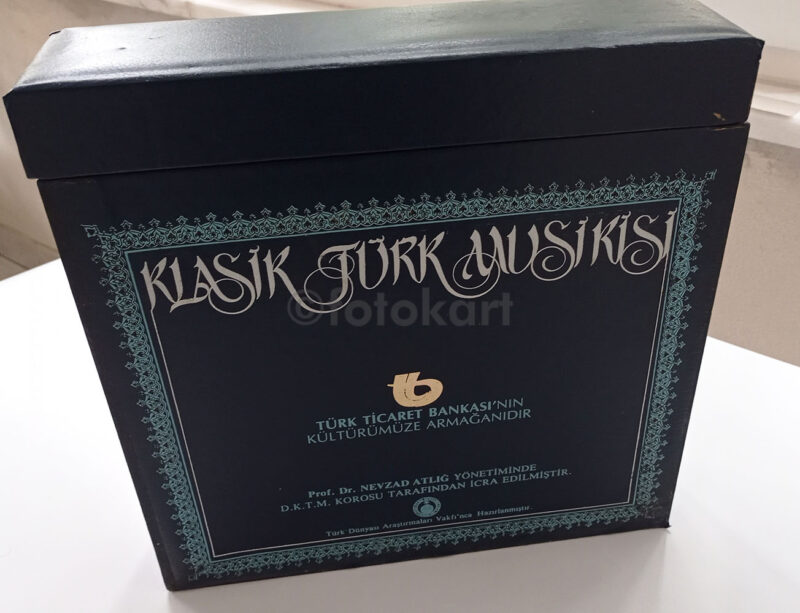 KLASİK TÜRK MUSİKİSİ
©fotokart
TÜRK TİCARET BANKASI'NIN
KÜLTÜRÜMÜZE ARMAĞANIDIR
Prof. Dr. NEVZAD ATLIĞ YÖNETİMİNDE
D.K.T.M. KOROSU TARAFINDAN İCRA EDİLMİŞTİR.
Türk Dünyası Araştırmaları Vakfı'nca Hazırlanmıştır.